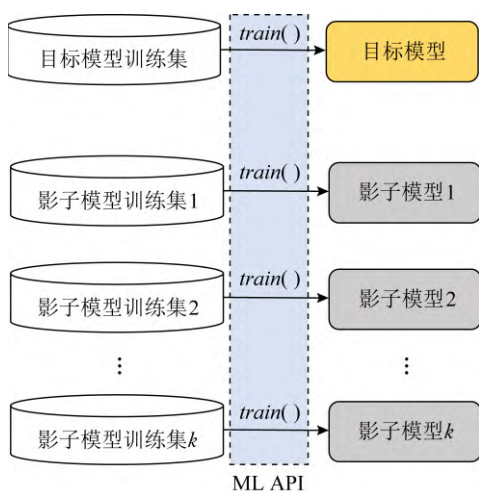 目标模型训练集
train( )
目标模型
影子模型训练集1
train( )
影子模型1
影子模型训练集2
train( )
影子模型2
⋮
⋮
影子模型训练集k
train( )
影子模型k
ML API